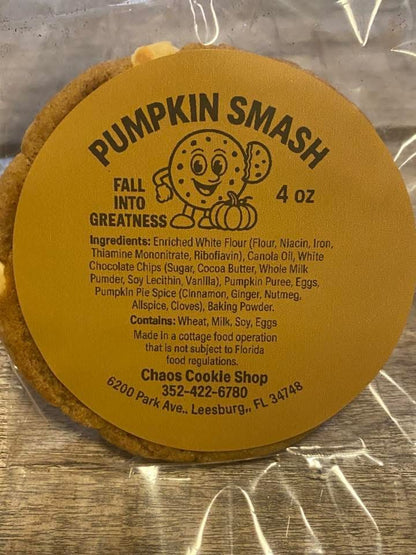 PUMPKIN SMASH
FALL
INTO
GREATNESS
4 oz
Ingredients: Enriched White Flour (Flour, Niacin, Iron,
Thiamine Mononitrate, Riboflavin), Canola Oil, White
Chocolate Chips (Sugar, Cocoa Butter, Whole Milk
Pumder, Soy Lecithin, Vanilla), Pumpkin Puree, Eggs,
Pumpkin Pie Spice (Cinnamon, Ginger, Nutmeg,
Allspice, Cloves), Baking Powder.
Contains: Wheat, Milk, Soy, Eggs
Made in a cottage food operation
that is not subject to Florida
food regulations.
Chaos Cookie Shop
352-422-6780
6200 Park Ave.. Leesburg,, FL 34748